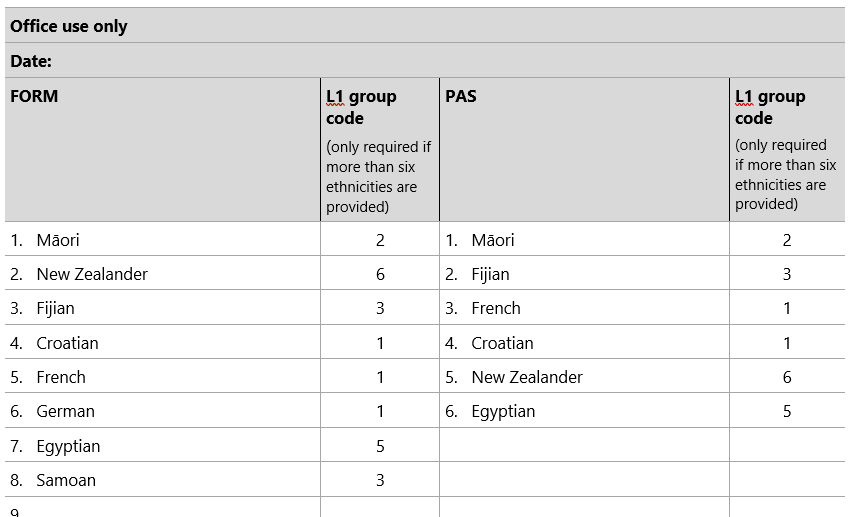 Office use only
Date:
FORM
L1 group
code
(only required if
more than six
ethnicities are
provided)
PAS
L1 group
code
(only required
if more than six
ethnicities are
provided)
1. Māori 2 1. Māori 2
2. New Zealander 6 2. Fijian 3
3. Fijian 3 3. French 1
4. Croatian 1 4. Croatian 1
5. French 1 5. New Zealander 6
6. German 1 6. Egyptian 5
7. Egyptian 5
8. Samoan 3
9.